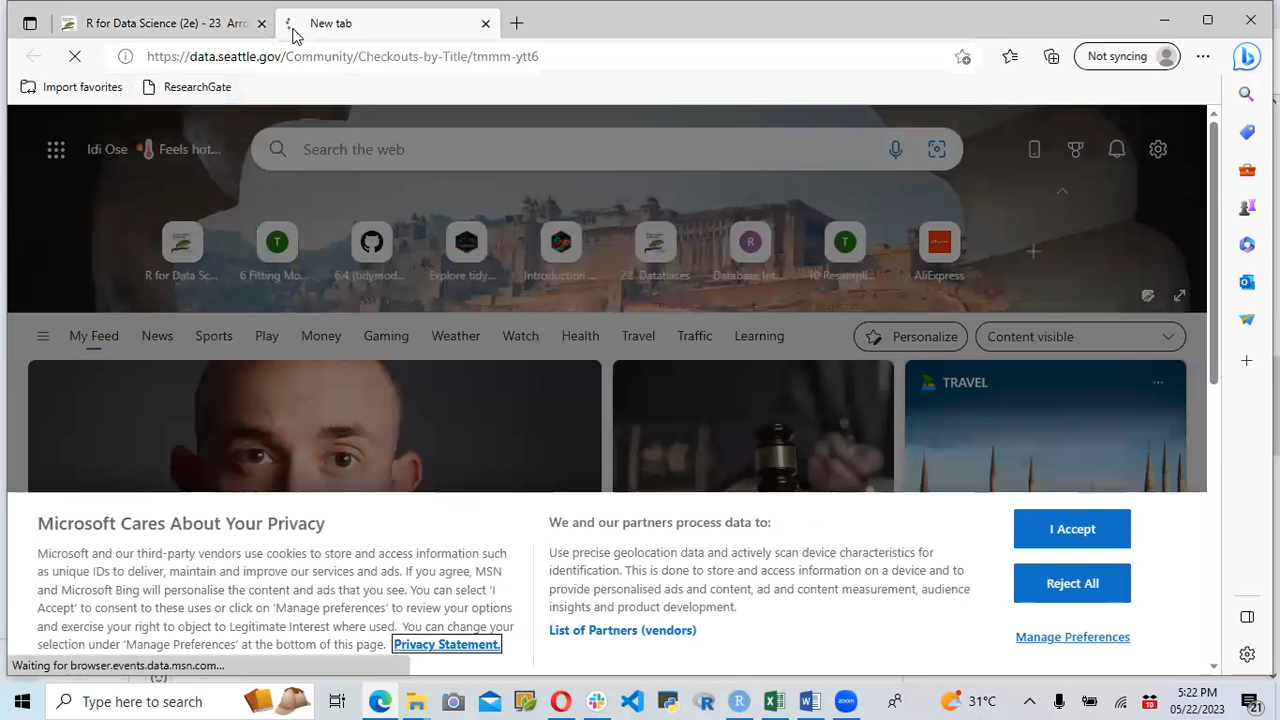 R for Data Science (2e) - 23 Arro
New tab
https://data.seattle.gov/Community/Checkouts-by-Title/tmmm-ytt6
Not syncing
Import favorites
ResearchGate
Idi Ose
Feels hot...
Search the web
R for Data Sc...
6 Fitting Mo...
6.4 (tidymod...
Explore tidy...
Introduction ...
22 Databases
Database Int...
10 Resampli...
AliExpress
My Feed
News
Sports
Play
Money
Gaming
Weather
Watch
Health
Travel
Traffic
Learning
Personalize
Content visible
TRAVEL
Microsoft Cares About Your Privacy
Microsoft and our third-party vendors use cookies to store and access information such
as unique IDs to deliver, maintain and improve our services and ads. If you agree, MSN
and Microsoft Bing will personalise the content and ads that you see. You can select 'I
Accept' to consent to these uses or click on 'Manage preferences' to review your options
and exercise your right to object to Legitimate Interest where used. You can change your
selection under 'Manage Preferences' at the bottom of this page. Privacy Statement.
We and our partners process data to:
Use precise geolocation data and actively scan device characteristics for
identification. This is done to store and access information on a device and to
provide personalised ads and content, ad and content measurement, audience
insights and product development.
List of Partners (vendors)
I Accept
Reject All
Manage Preferences
Waiting for browser.events.data.msn.com...
Type here to search
zoom
31°C
10
5:22 PM
05/22/2023
21